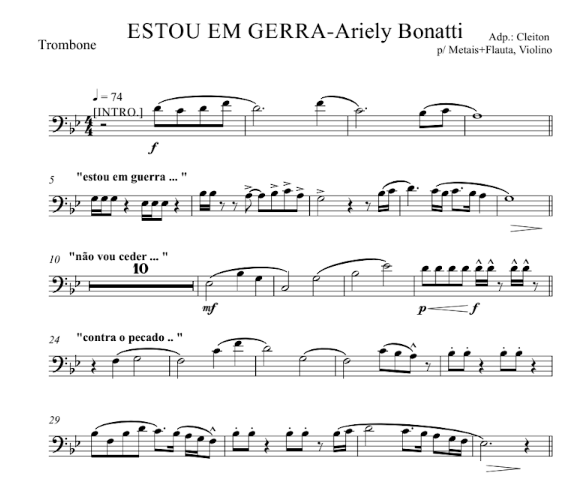 ESTOU EM GERRA-Ariely Bonatti
Trombone
Adp.: Cleiton
p/ Metais+Flauta, Violino
♩ = 74
[INTRO.]
f
5
"estou em guerra ... "
10
"não vou ceder ... "
10
mf
p
f
24
"contra o pecado .. "
29